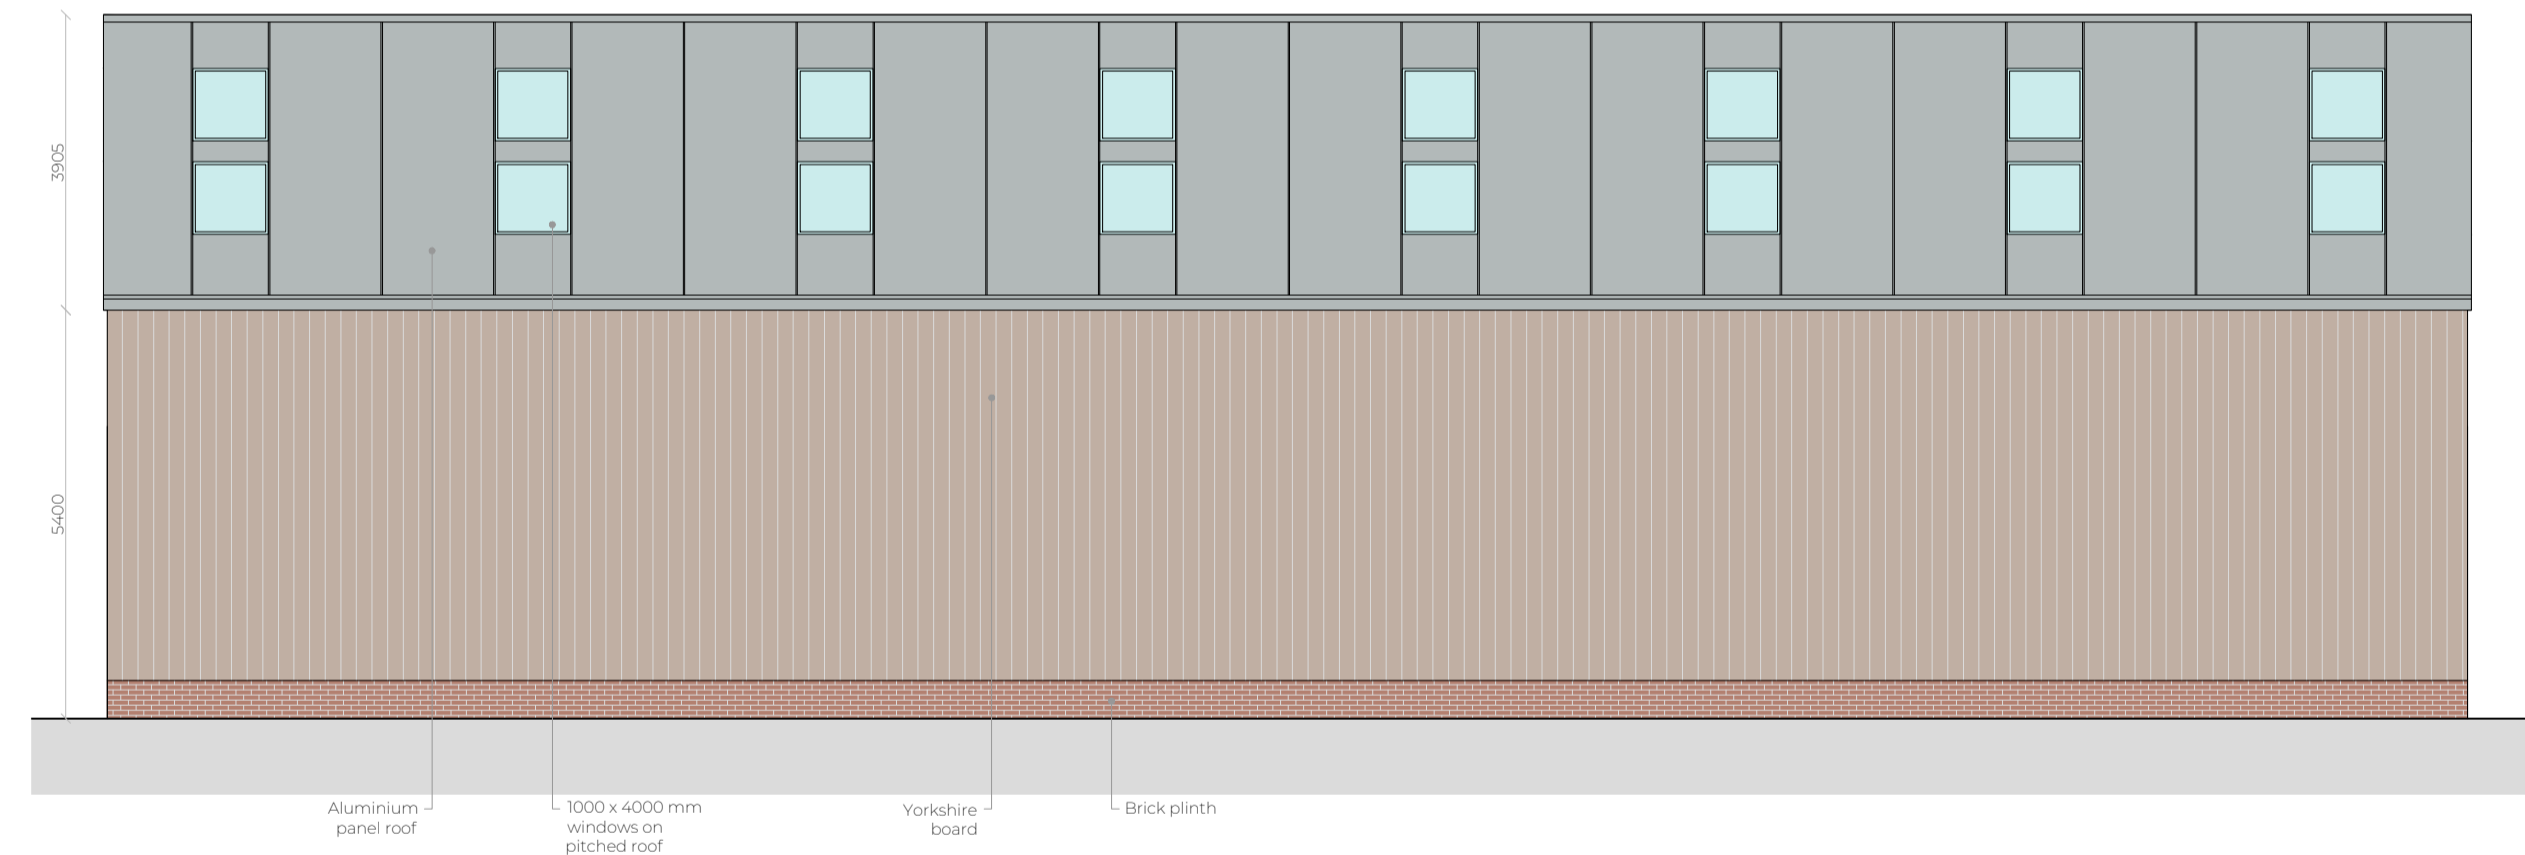 3905
5400
Aluminium
panel roof
1000 x 4000 mm
windows on
pitched roof
Yorkshire
board
Brick plinth